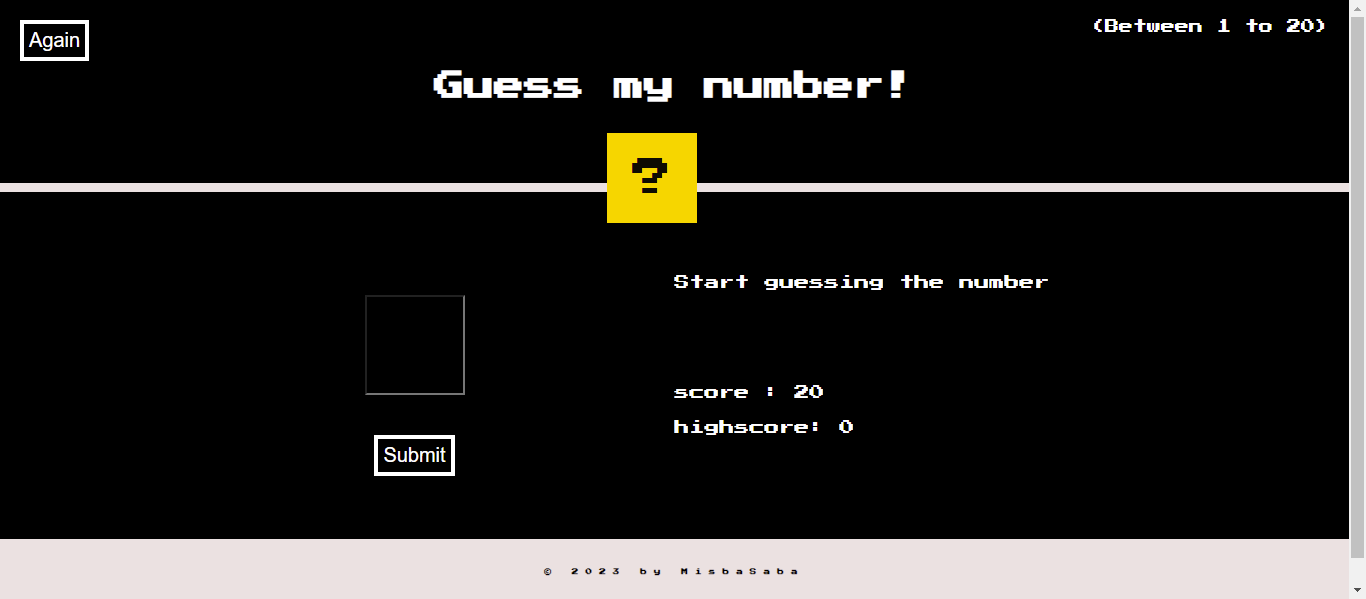 Again
(Between 1 to 20)
Guess my number!
?
Start guessing the number
score : 20
highscore: 0
Submit
© 2023 by MisbaSaba